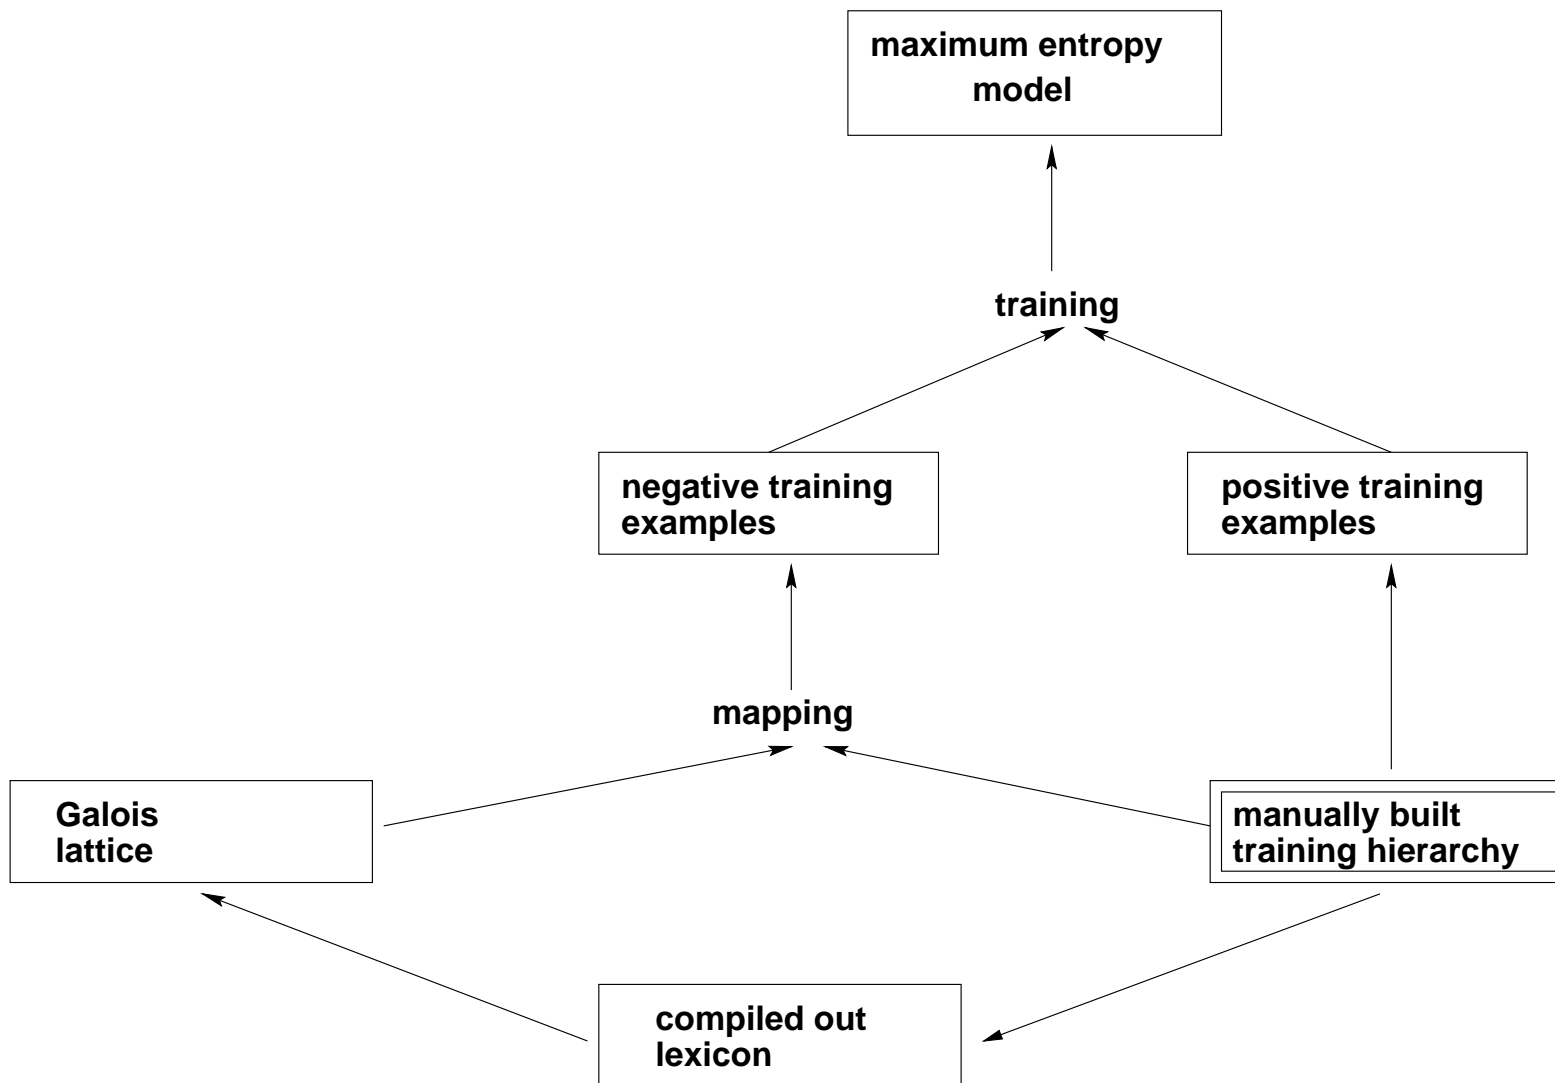 maximum entropy
model
training
negative training
examples
positive training
examples
mapping
Galois
lattice
manually built
training hierarchy
compiled out
lexicon